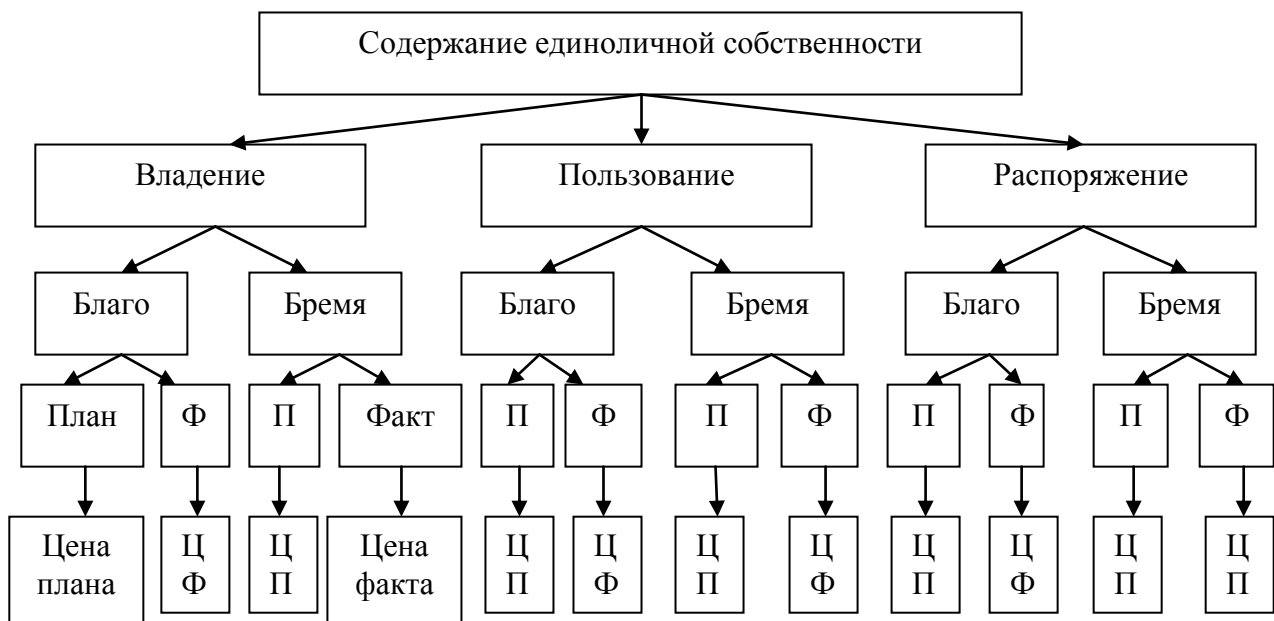 Содержание единоличной собственности
Владение
Пользование
Распоряжение
Благо
Бремя
Благо
Бремя
Благо
Бремя
План
Ф
П
Факт
П
Ф
П
Ф
П
Ф
П
Ф
Цена
плана
Ц
Ф
Ц
П
Цена
факта
Ц
П
Ц
Ф
Ц
П
Ц
Ф
Ц
П
Ц
Ф
Ц
П
Ц
П